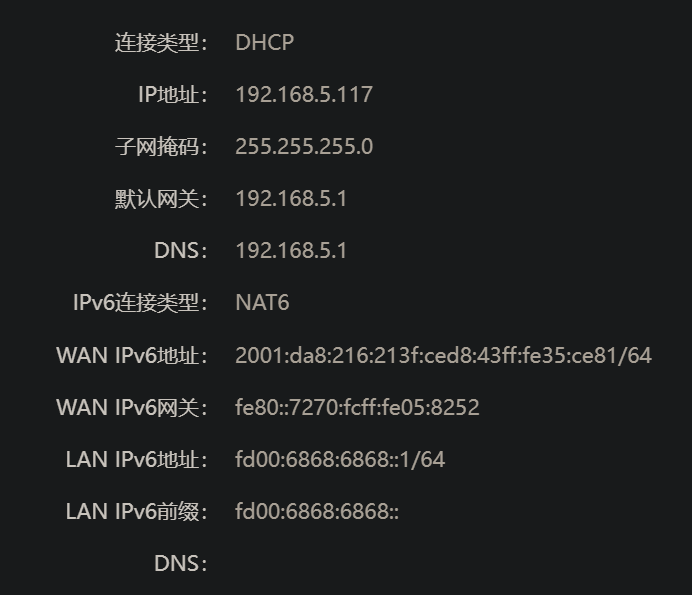 连接类型： DHCP
IP地址： 192.168.5.117
子网掩码： 255.255.255.0
默认网关： 192.168.5.1
DNS： 192.168.5.1
IPv6连接类型： NAT6
WAN IPv6地址： 2001:da8:216:213f:ced8:43ff:fe35:ce81/64
WAN IPv6网关： fe80::7270:fcff:fe05:8252
LAN IPv6地址： fd00:6868:6868::1/64
LAN IPv6前缀： fd00:6868:6868::
DNS：